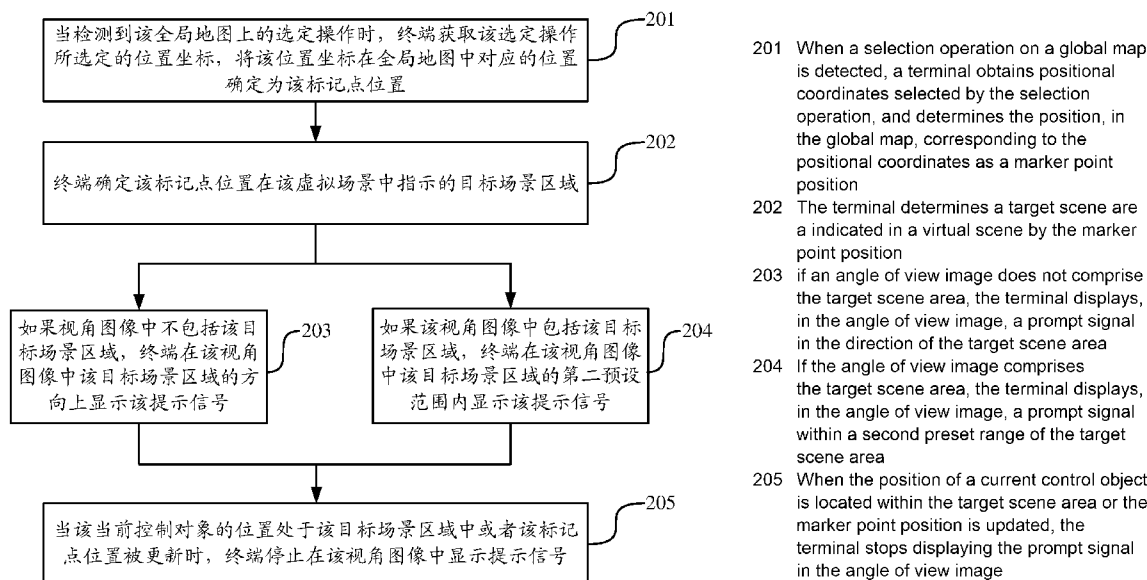 201
当检测到该全局地图上的选定操作时，终端获取该选定操作
所选定的位置坐标，将该位置坐标在全局地图中对应的位置
确定为该标记点位置
202
终端确定该标记点位置在该虚拟场景中指示的目标场景区域
如果视角图像中不包括该目
标场景区域，终端在该视角
图像中该目标场景区域的方
向上显示该提示信号
203
如果该视角图像中包括该目标
场景区域，终端在该视角图像
中该目标场景区域的第二预设
范围内显示该提示信号
204
205
当该当前控制对象的位置处于该目标场景区域中或者该标记
点位置被更新时，终端停止在该视角图像中显示提示信号
201 When a selection operation on a global map
is detected, a terminal obtains positional
coordinates selected by the selection
operation, and determines the position, in
the global map, corresponding to the
positional coordinates as a marker point
position
202 The terminal determines a target scene are
a indicated in a virtual scene by the marker
point position
203 if an angle of view image does not comprise
the target scene area, the terminal displays,
in the angle of view image, a prompt signal
in the direction of the target scene area
204 If the angle of view image comprises
the target scene area, the terminal displays,
in the angle of view image, a prompt signal
within a second preset range of the target
scene area
205 When the position of a current control object
is located within the target scene area or the
marker point position is updated, the
terminal stops displaying the prompt signal
in the angle of view image